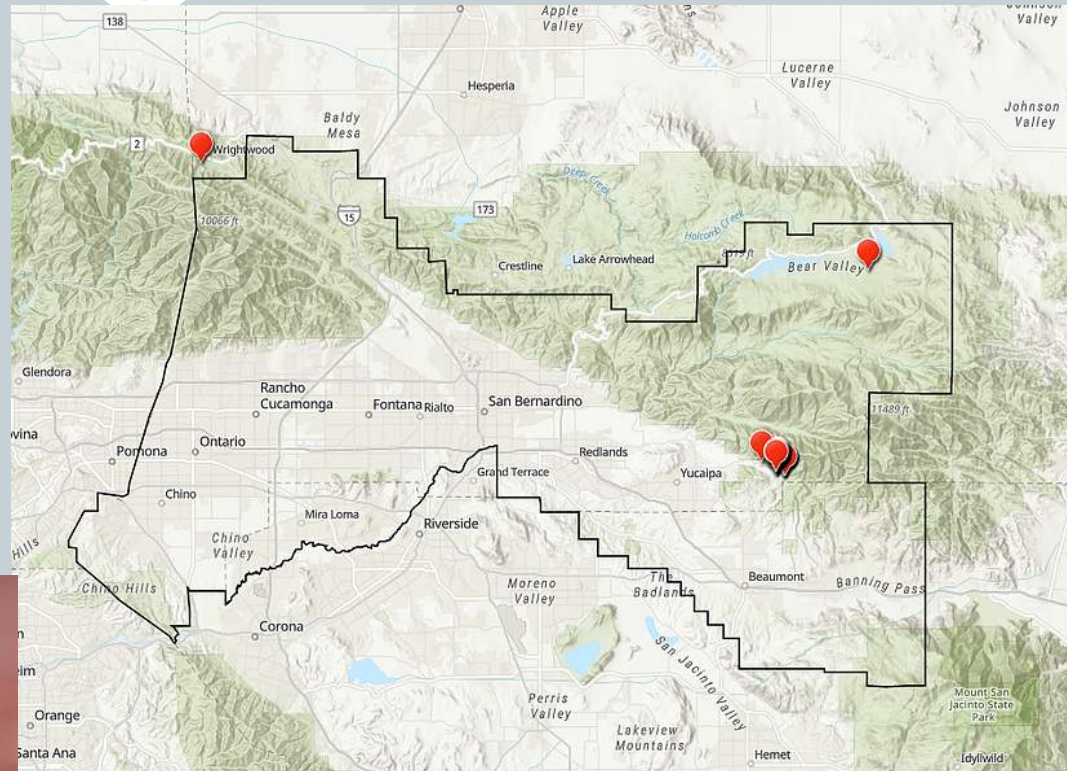 138
Apple
Valley
Valley
Lucerne
Valley
Hesperia
Johnson
Valley
Baldy
Mesa
2
Wrightwood
Deep Creek
10066 ft
15
173
Holcomb Creek
Crestline
Lake Arrowhead
Bear Valley
Glendora
Rancho
Cucamonga
Fontana
Rialto
San Bernardino
11489 ft
Pomona
Ontario
Redlands
Grand Terrace
Yucaipa
Chino
Mira Loma
Riverside
Hills
Chino
Valley
Chino Hills
Moreno
Valley
The
Badlands
Beaumont
Banning Pass
Corona
San Jacinto Valley
Perris
Valley
Mount San
Jacinto State
Park
Orange
Lakeview
Mountains
Santa Ana
Hemet
Idyllwild